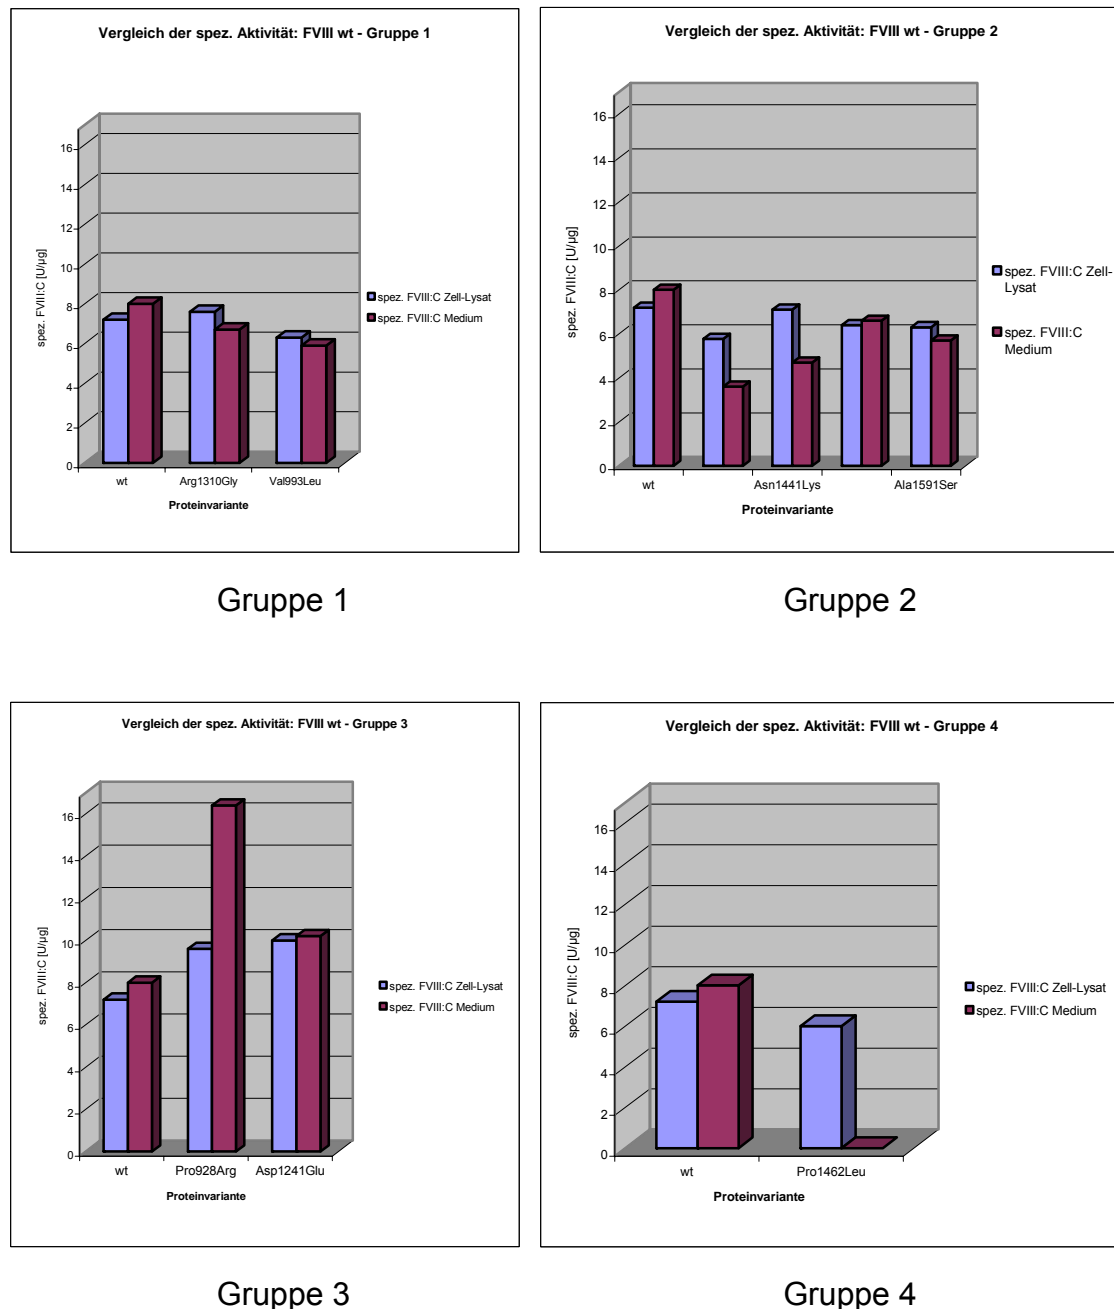 Vergleich der spez. Aktivität: FVIII wt - Gruppe 1
spez. FVIII:C [U/µg]
16
14
12
10
8
6
4
2
0
wt Arg1310Gly Val993Leu
Proteinvariante
spez. FVIII:C Zell-Lysat
spez. FVIII:C Medium
Gruppe 1
Vergleich der spez. Aktivität: FVIII wt - Gruppe 2
spez. FVIII:C [U/µg]
16
14
12
10
8
6
4
2
0
wt Asn1441Lys Ala1591Ser
Proteinvariante
spez. FVIII:C Zell-
Lysat
spez. FVIII:C
Medium
Gruppe 2
Vergleich der spez. Aktivität: FVIII wt - Gruppe 3
spez. FVIII:C [U/µg]
16
14
12
10
8
6
4
2
0
wt Pro928Arg Asp1241Glu
Proteinvariante
spez. FVIII:C Zell-Lysat
spez. FVIII:C Medium
Gruppe 3
Vergleich der spez. Aktivität: FVIII wt - Gruppe 4
spez. FVIII:C [U/µg]
16
14
12
10
8
6
4
2
0
wt Pro1462Leu
Proteinvariante
spez. FVIII:C Zell-Lysat
spez. FVIII:C Medium
Gruppe 4